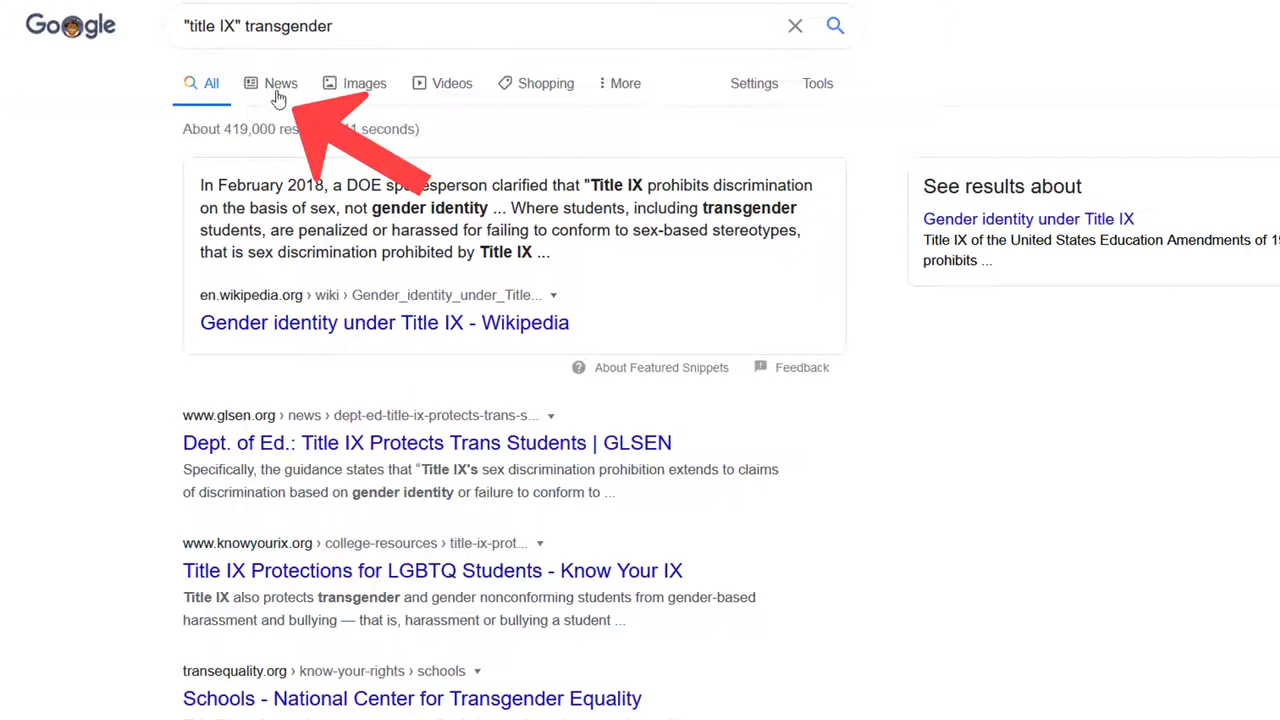 Google
"title IX" transgender
All News Images Videos Shopping More Settings Tools
About 419,000 seconds)
In February 2018, a DOE spokesperson clarified that "Title IX prohibits discrimination
on the basis of sex, not gender identity ... Where students, including transgender
students, are penalized or harassed for failing to conform to sex-based stereotypes,
that is sex discrimination prohibited by Title IX ...
en.wikipedia.org › wiki › Gender_identity_under_Title...
Gender identity under Title IX - Wikipedia
About Featured Snippets Feedback
See results about
Gender identity under Title IX
Title IX of the United States Education Amendments of
prohibits ...
www.glsen.org › news › dept-ed-title-ix-protects-trans-s...
Dept. of Ed.: Title IX Protects Trans Students | GLSEN
Specifically, the guidance states that “Title IX's sex discrimination prohibition extends to claims
of discrimination based on gender identity or failure to conform to ...
www.knowyourix.org › college-resources › title-ix-prot...
Title IX Protections for LGBTQ Students - Know Your IX
Title IX also protects transgender and gender nonconforming students from gender-based
harassment and bullying — that is, harassment or bullying a student ...
transequality.org › know-your-rights › schools
Schools - National Center for Transgender Equality